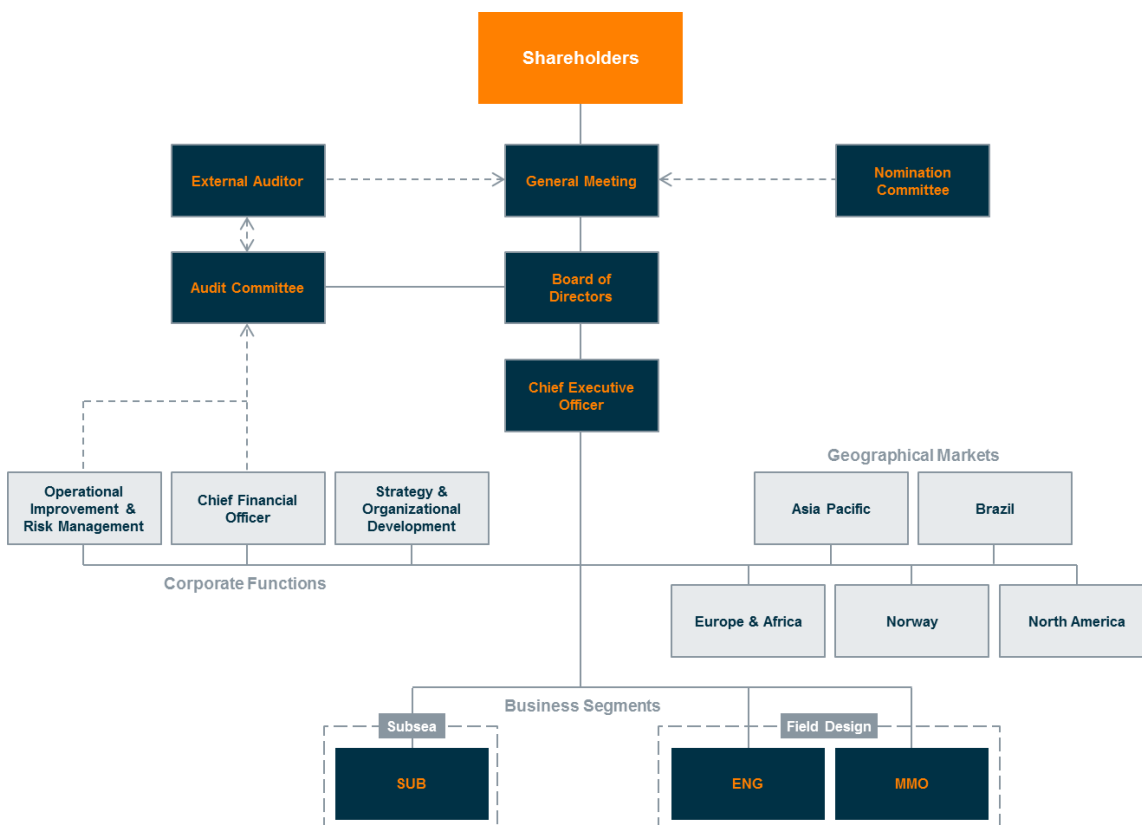 Shareholders
External Auditor
General Meeting
Nomination
Committee
Audit Committee
Board of
Directors
Chief Executive
Officer
Geographical Markets
Operational
Improvement &
Risk Management
Chief Financial
Officer
Strategy &
Organizational
Development
Asia Pacific
Brazil
Corporate Functions
Europe & Africa
Norway
North America
Business Segments
Subsea
Field Design
SUB
ENG
MMO